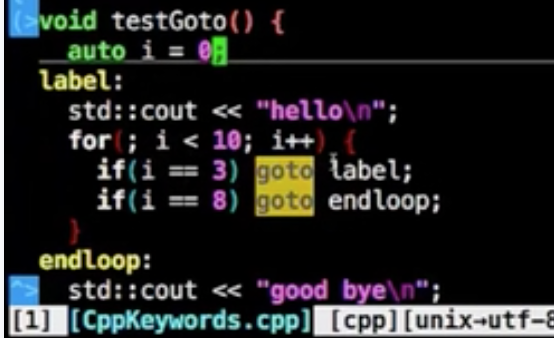 (>void testGoto() {
auto i = 0;
label:
std::cout << "hello\n";
for(; i < 10; i++) {
if(i == 3) goto label;
if(i == 8) goto endloop;
}
endloop:
^> std::cout << "good bye\n";
[1] [CppKeywords.cpp] [cpp][unix→utf-8